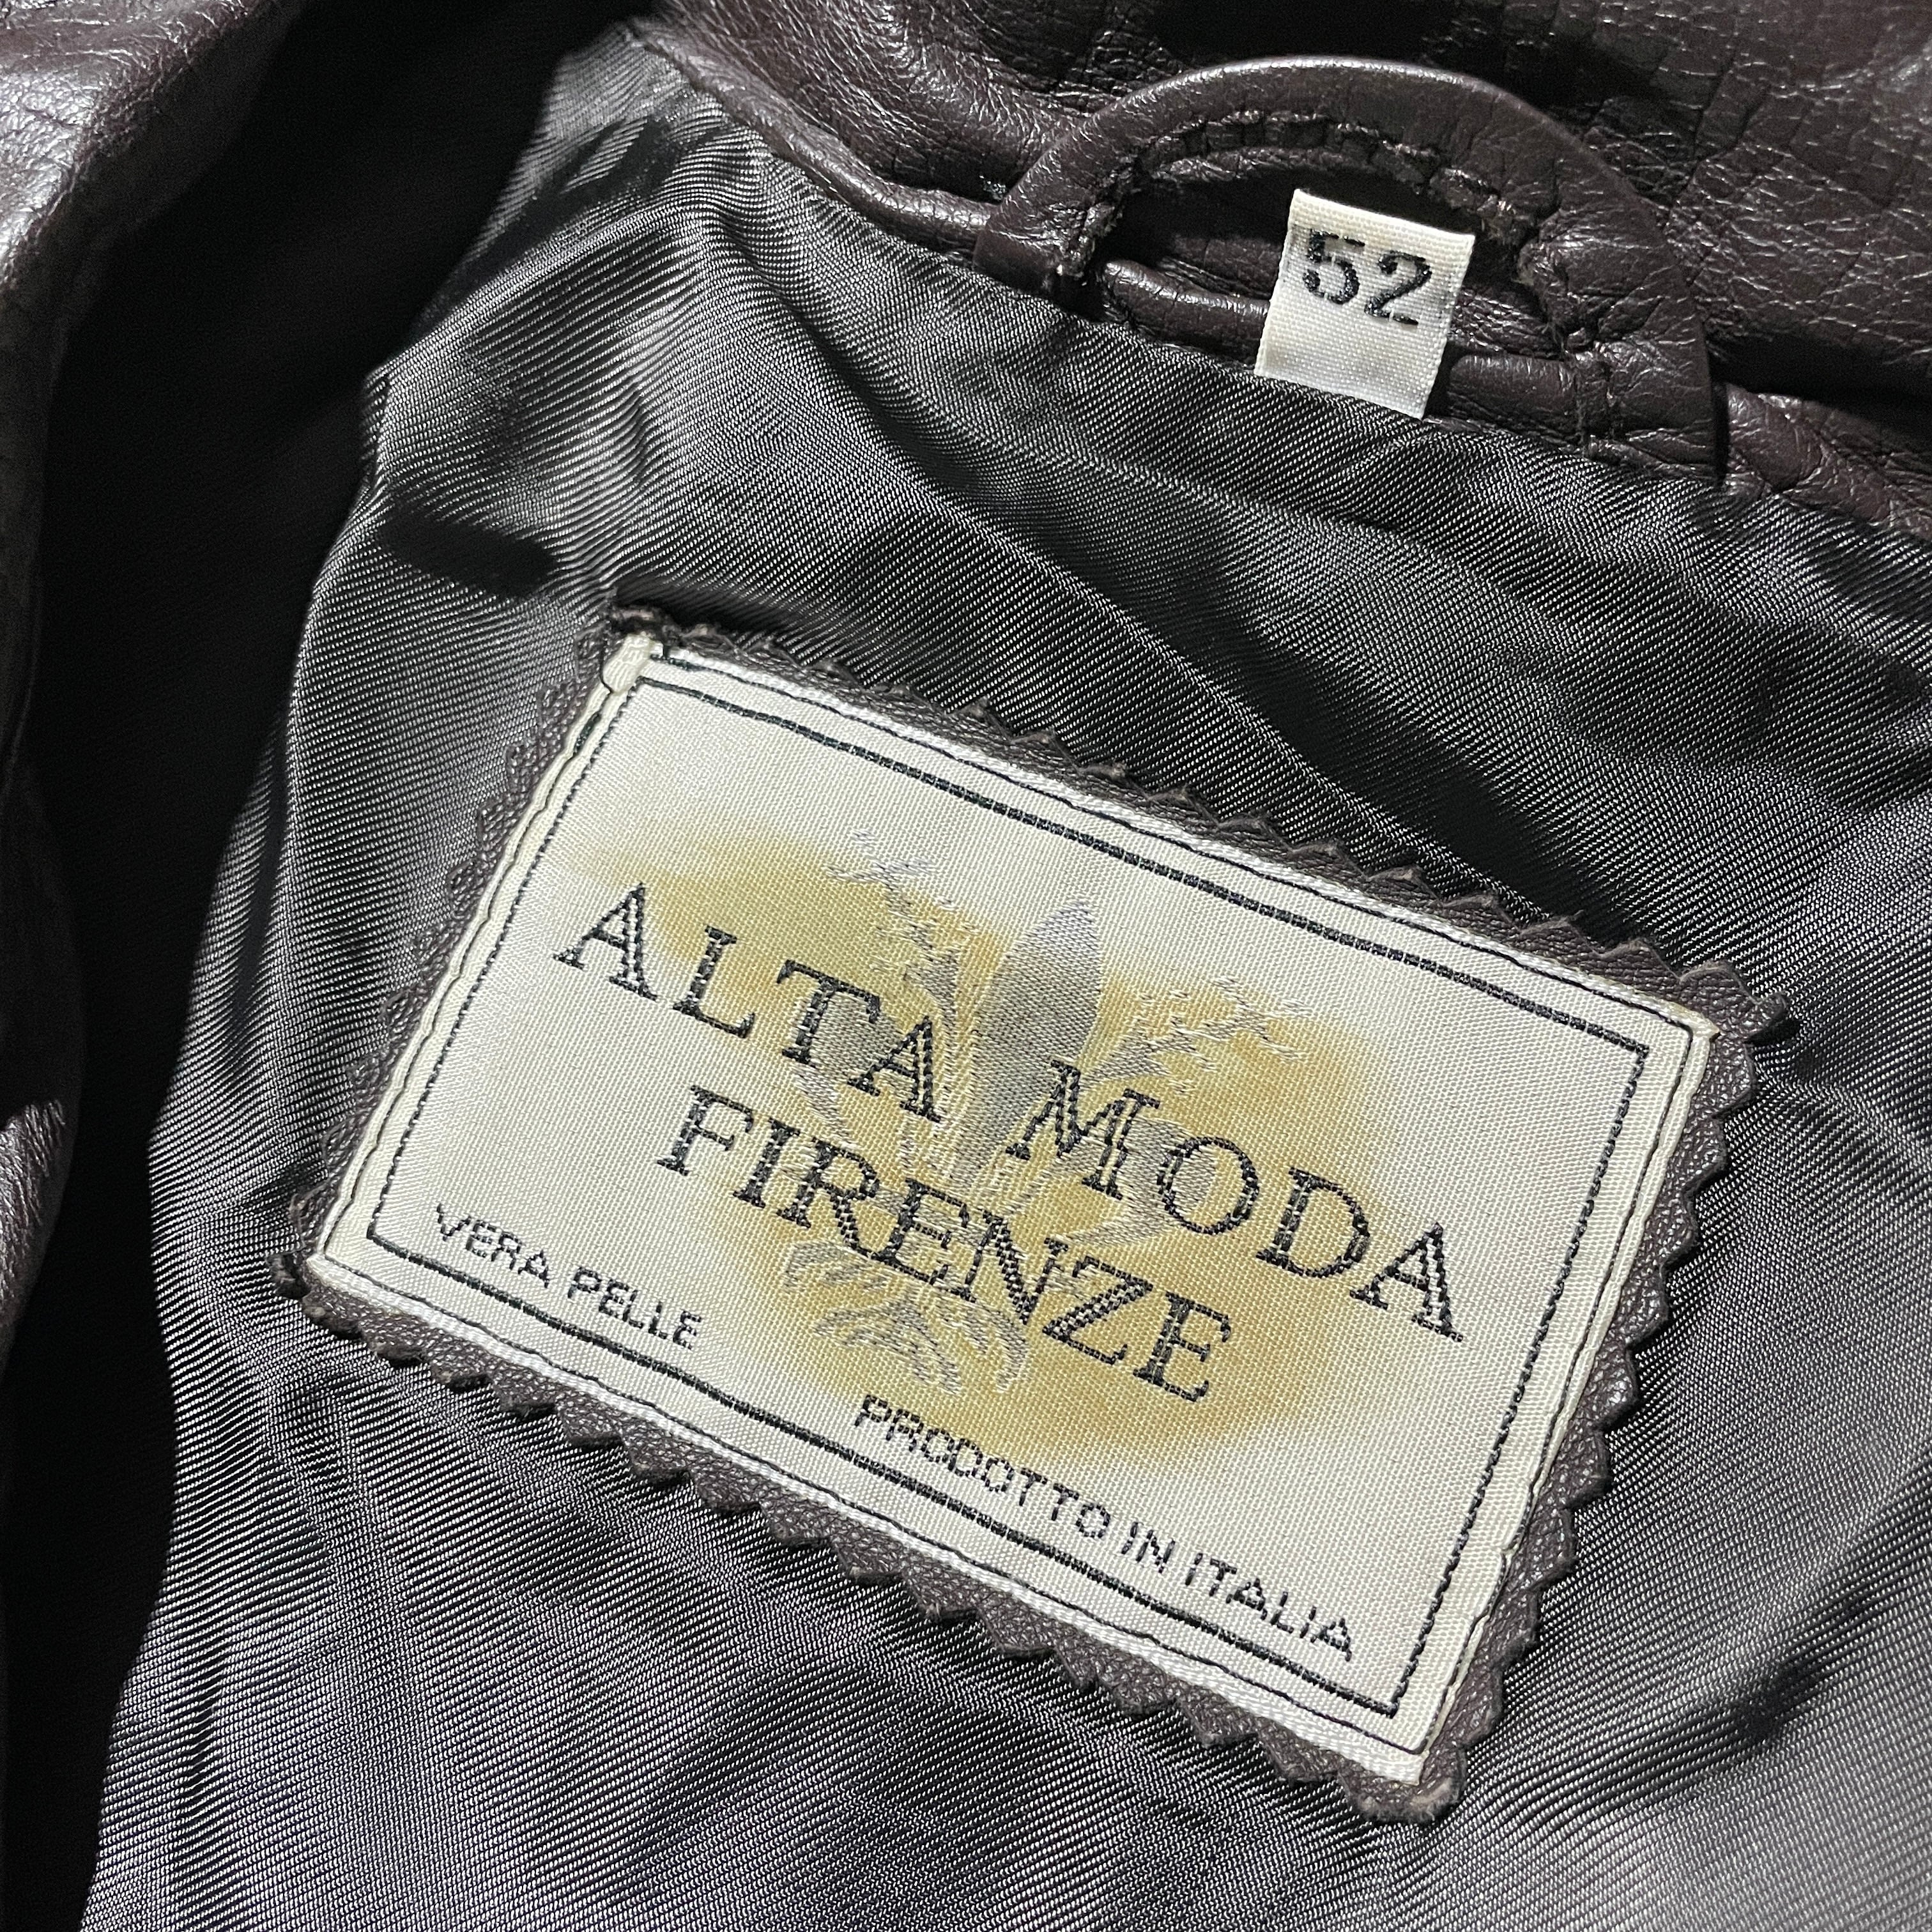 52
ALTA MODA
FIRENZE
VERA PELLE
PRODOTTO IN ITALIA